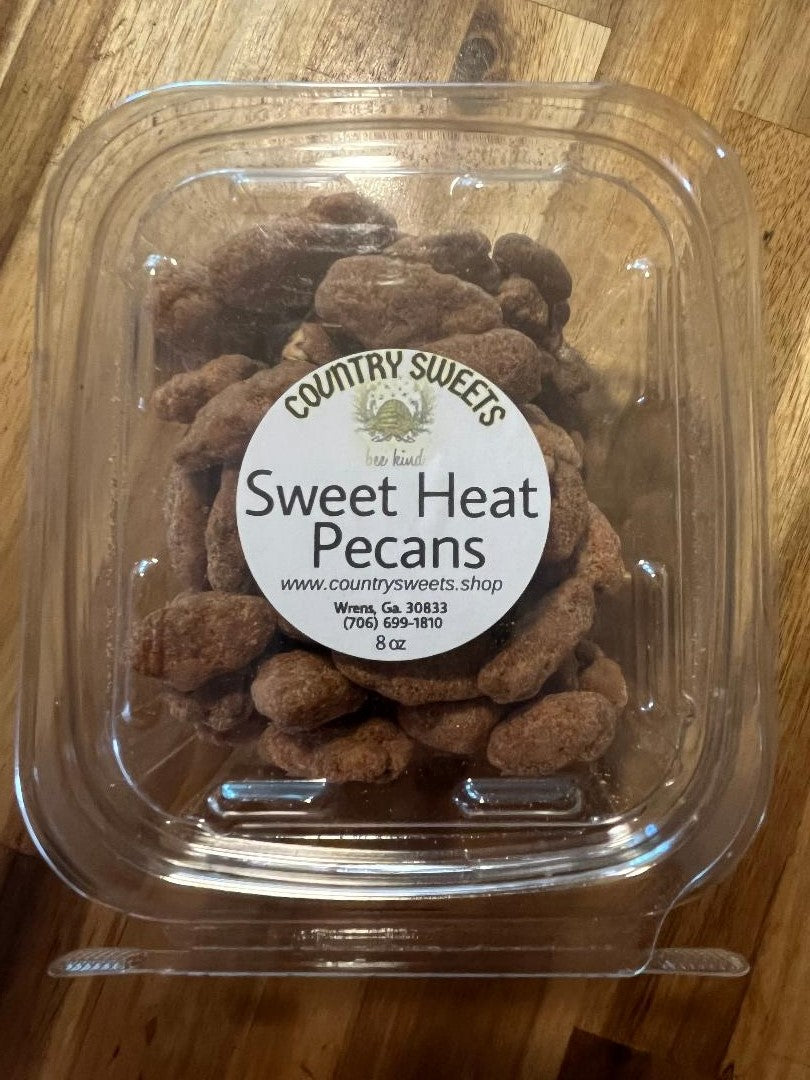 COUNTRY SWEETS
bee kind
Sweet Heat
Pecans
www.countrysweets.shop
Wrens, Ga. 30833
(706) 699-1810
8 oz